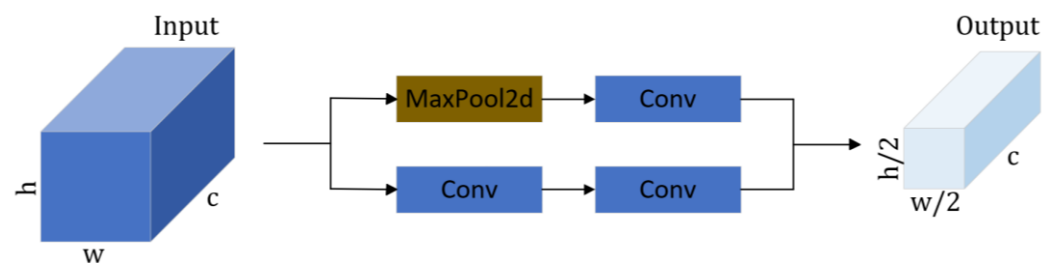 Input
Output
MaxPool2d
Conv
Conv
Conv
h
w
c
h/2
w/2
c